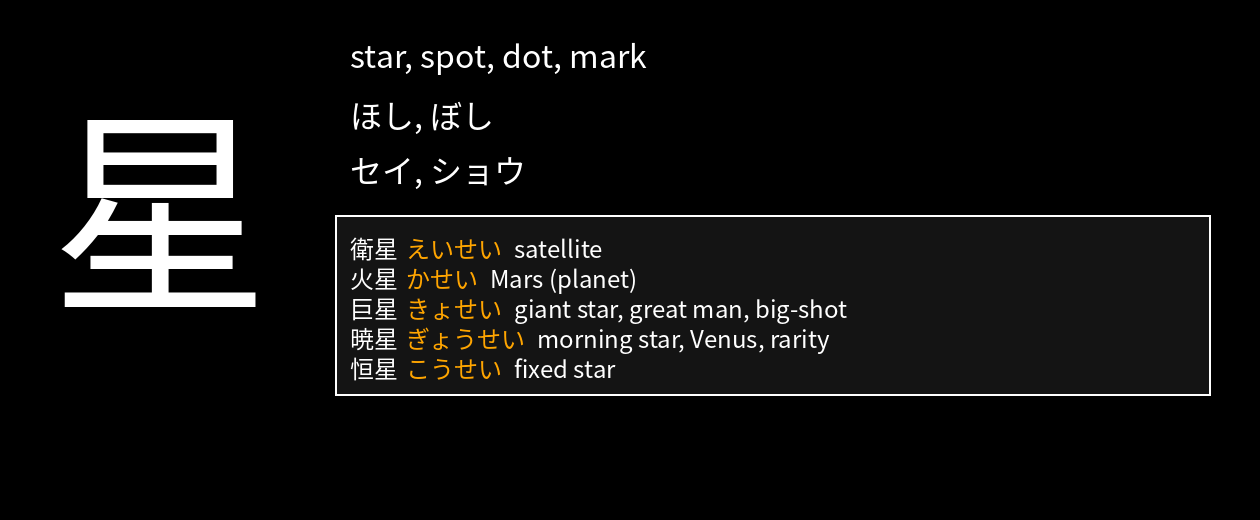 星
star, spot, dot, mark
ほし, ぼし
セイ, ショウ
衛星 えいせい satellite
火星 かせい Mars (planet)
巨星 きょせい giant star, great man, big-shot
暁星 ぎょうせい morning star, Venus, rarity
恒星 こうせい fixed star